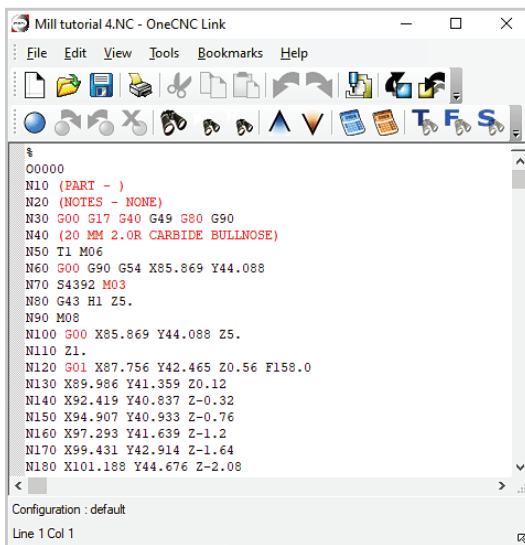 Mill tutorial 4.NC - OneCNC Link
File Edit View Tools Bookmarks Help
T F S
%
O0000
N10 (PART - )
N20 (NOTES - NONE)
N30 G00 G17 G40 G49 G80 G90
N40 (20 MM 2.0R CARBIDE BULLNOSE)
N50 T1 M06
N60 G00 G90 G54 X85.869 Y44.088
N70 S4392 M03
N80 G43 H1 Z5.
N90 M08
N100 G00 X85.869 Y44.088 Z5.
N110 Z1.
N120 G01 X87.756 Y42.465 Z0.56 F158.0
N130 X89.986 Y41.359 Z0.12
N140 X92.419 Y40.837 Z-0.32
N150 X94.907 Y40.933 Z-0.76
N160 X97.293 Y41.639 Z-1.2
N170 X99.431 Y42.914 Z-1.64
N180 X101.188 Y44.676 Z-2.08
Configuration : default
Line 1 Col 1